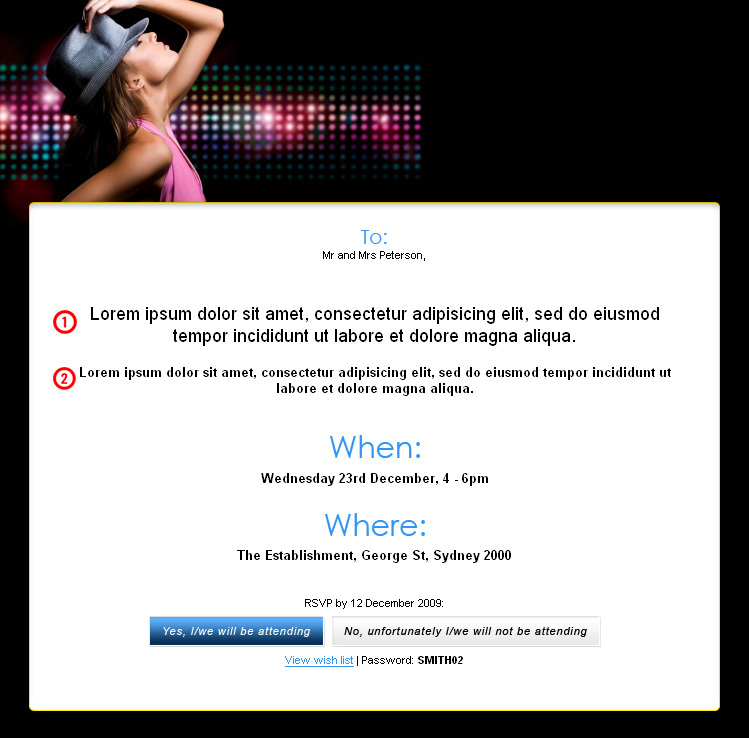 To:
Mr and Mrs Peterson,
1 Lorem ipsum dolor sit amet, consectetur adipisicing elit, sed do eiusmod
tempor incididunt ut labore et dolore magna aliqua.
2 Lorem ipsum dolor sit amet, consectetur adipisicing elit, sed do eiusmod tempor incididunt ut
labore et dolore magna aliqua.
When:
Wednesday 23rd December, 4 - 6pm
Where:
The Establishment, George St, Sydney 2000
RSVP by 12 December 2009:
Yes, I/we will be attending No, unfortunately I/we will not be attending
View wish list | Password: SMITH02